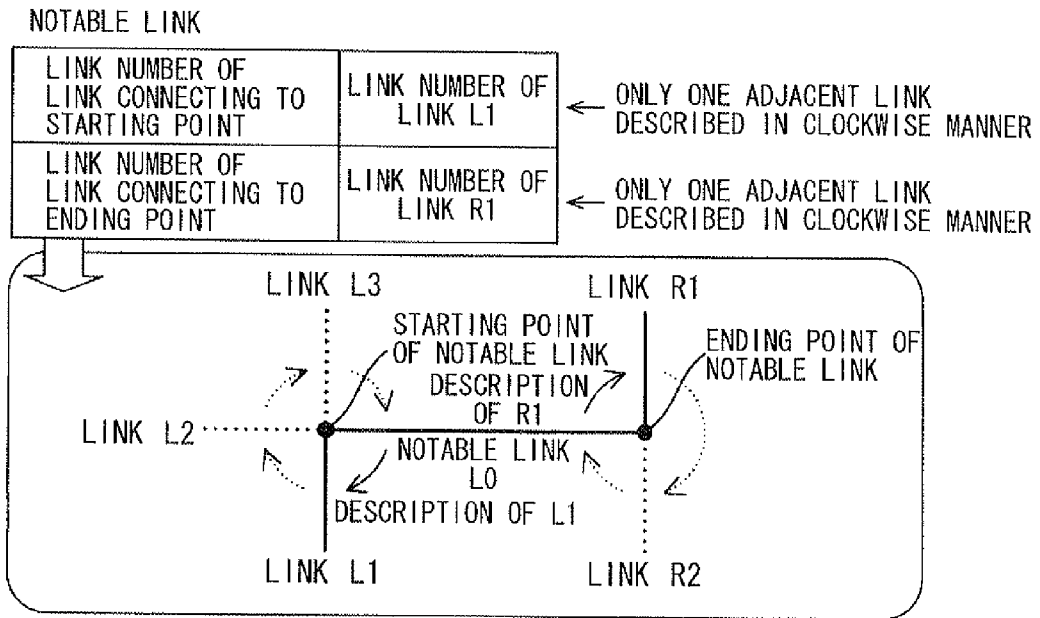 NOTABLE LINK
LINK NUMBER OF
LINK CONNECTING TO
STARTING POINT
LINK NUMBER OF
LINK L1
ONLY ONE ADJACENT LINK
DESCRIBED IN CLOCKWISE MANNER
LINK NUMBER OF
LINK CONNECTING TO
ENDING POINT
LINK NUMBER OF
LINK R1
ONLY ONE ADJACENT LINK
DESCRIBED IN CLOCKWISE MANNER
LINK L3
LINK R1
STARTING POINT
OF NOTABLE LINK
ENDING POINT OF
NOTABLE LINK
DESCRIPTION
OF R1
LINK L2
NOTABLE LINK
L0
DESCRIPTION OF L1
LINK L1
LINK R2